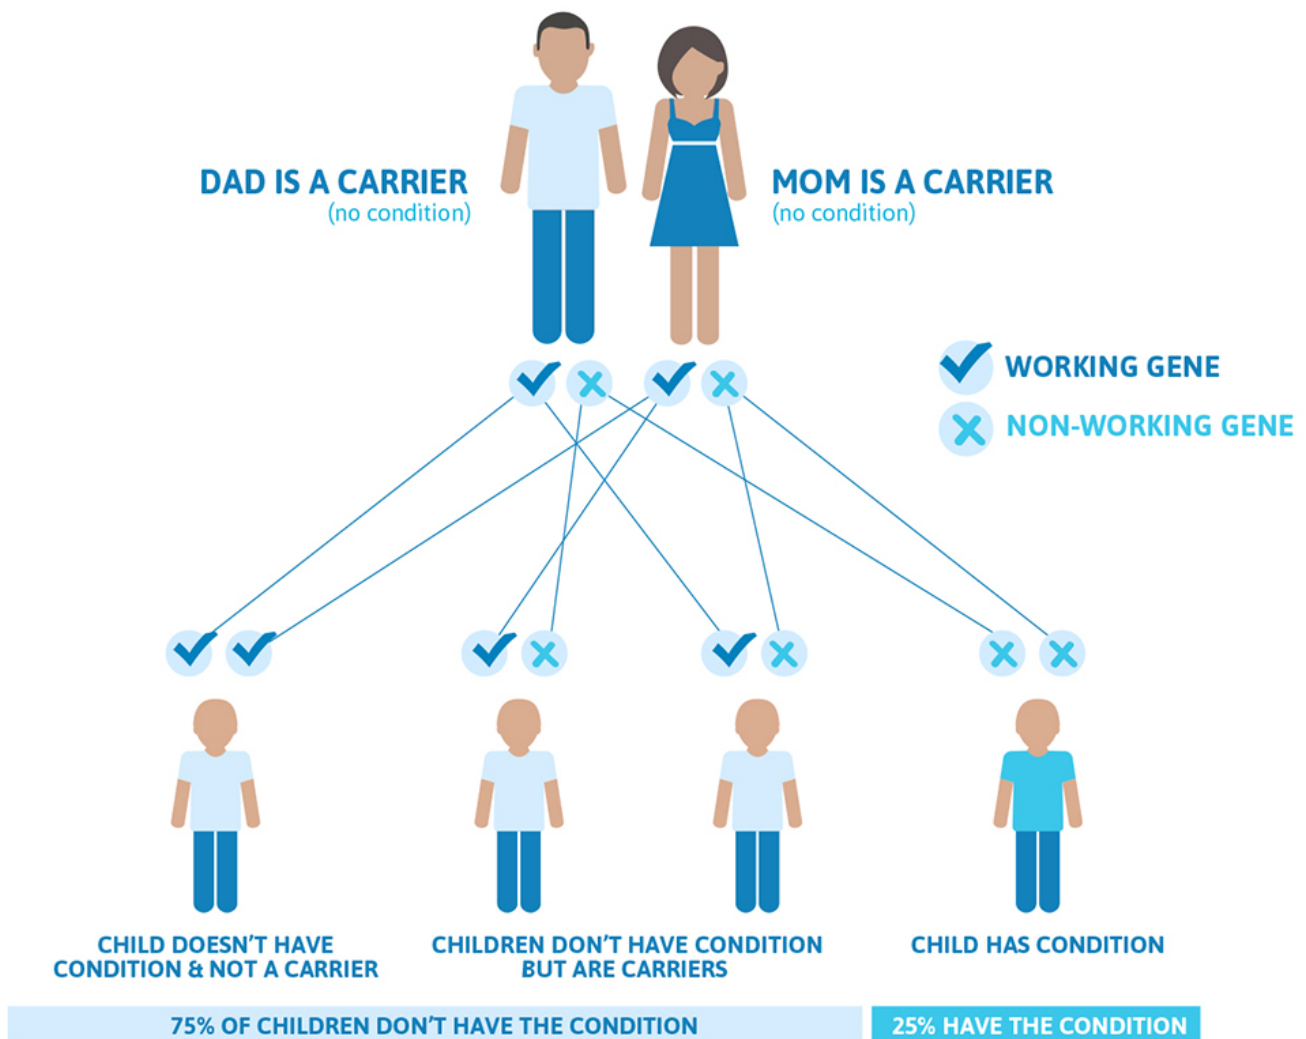 DAD IS A CARRIER
(no condition)
MOM IS A CARRIER
(no condition)
WORKING GENE
NON-WORKING GENE
CHILD DOESN'T HAVE
CONDITION & NOT A CARRIER
CHILDREN DON'T HAVE CONDITION
BUT ARE CARRIERS
CHILD HAS CONDITION
75% OF CHILDREN DON'T HAVE THE CONDITION
25% HAVE THE CONDITION